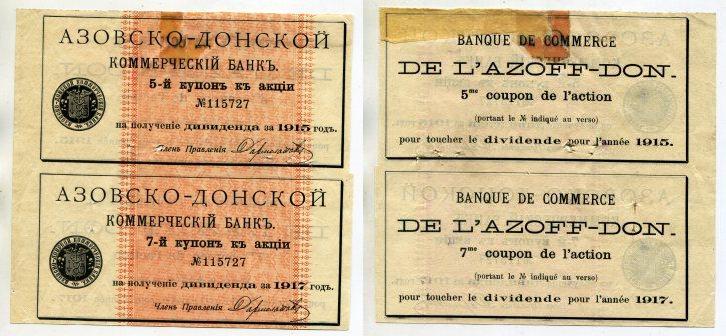 АЗОВСКО-ДОНСКОЙ
КОММЕРЧЕСКІЙ БАНКЪ.
5-й купонъ къ акціи
№115727
на полученіе дивиденда за 1915 годъ.
Членъ Правленія
АЗОВСКО-ДОНСКОЙ
КОММЕРЧЕСКІЙ БАНКЪ.
7-й купонъ къ акціи
№115727
на полученіе дивиденда за 1917 годъ.
Членъ Правленія
BANQUE DE COMMERCE
DE L'AZOFF-DON.
5me coupon de l'action
(portant le № indiqué au verso)
pour toucher le dividende pour l'année 1915.
BANQUE DE COMMERCE
DE L'AZOFF-DON.
7me coupon de l'action
(portant le № indiqué au verso)
pour toucher le dividende pour l'année 1917.